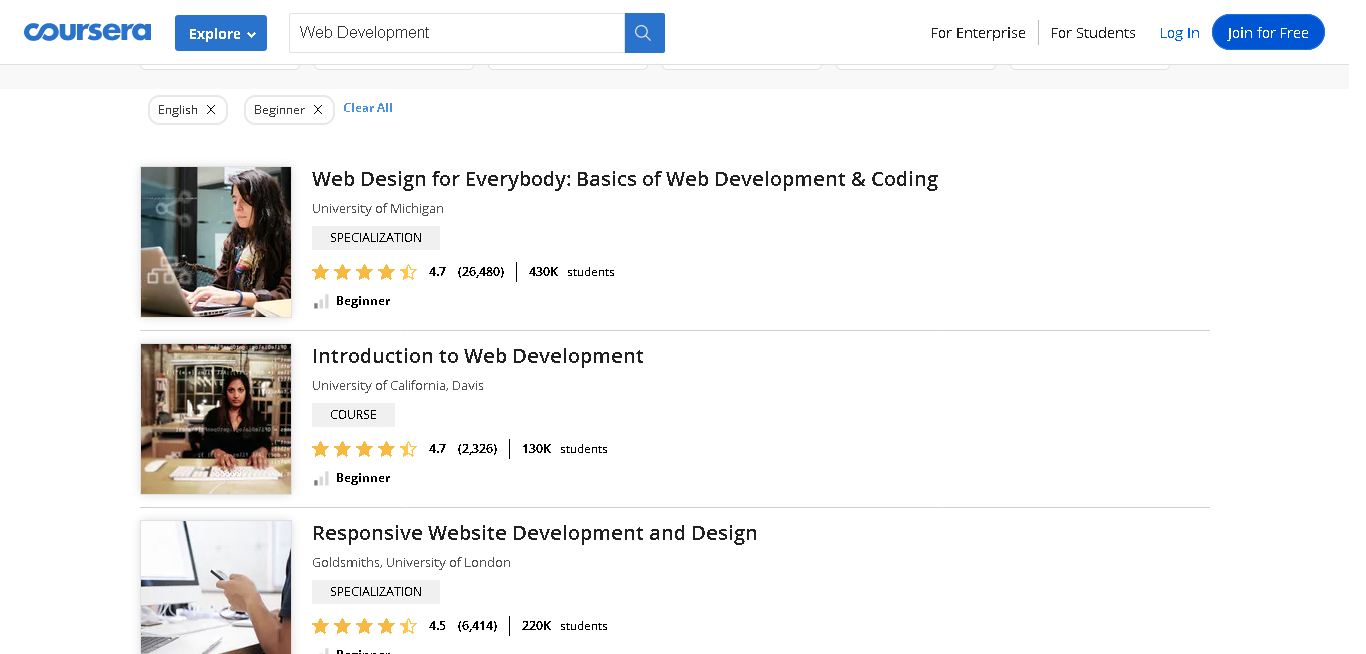 coursera Explore Web Development For Enterprise For Students Log In Join for Free
English Beginner Clear All
Web Design for Everybody: Basics of Web Development & Coding
University of Michigan
SPECIALIZATION
4.7 (26,480) 430K students
Beginner
Introduction to Web Development
University of California, Davis
COURSE
4.7 (2,326) 130K students
Beginner
Responsive Website Development and Design
Goldsmiths, University of London
SPECIALIZATION
4.5 (6,414) 220K students
Beginner